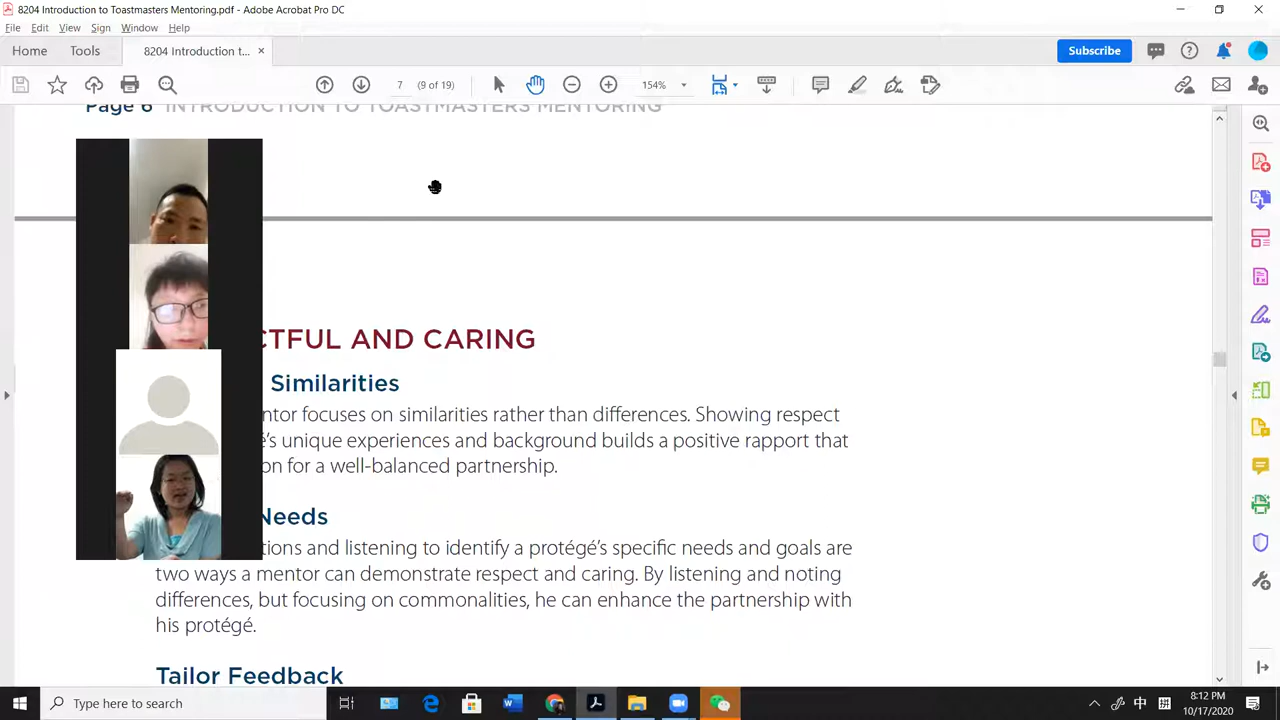 8204 Introduction to Toastmasters Mentoring.pdf - Adobe Acrobat Pro DC
File Edit View Sign Window Help
Home Tools 8204 Introduction t... ×
Subscribe
7 (9 of 19) 154%
Page 6 INTRODUCTION TO TOASTMASTERS MENTORING
CTFUL AND CARING
Similarities
ntor focuses on similarities rather than differences. Showing respect
é's unique experiences and background builds a positive rapport that
on for a well-balanced partnership.
Needs
tions and listening to identify a protégé's specific needs and goals are
two ways a mentor can demonstrate respect and caring. By listening and noting
differences, but focusing on commonalities, he can enhance the partnership with
his protégé.
Tailor Feedback
Type here to search
中 拼 8:12 PM
10/17/2020